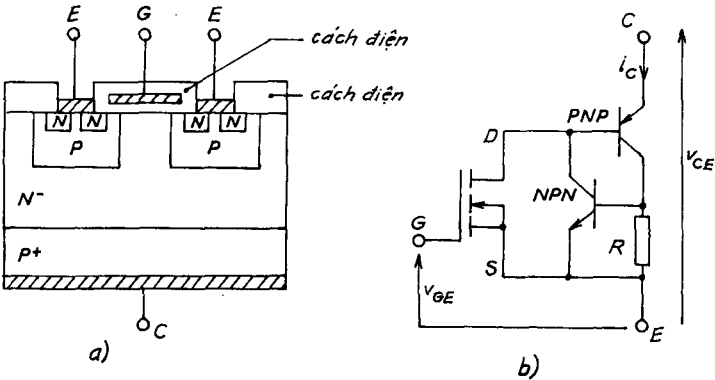 E G E
cách điện
cách điện
N N N N
P P
N⁻
P+
C
a)
C
i_C
PNP
D
v_CE
NPN
G
R
S
v_GE
E
b)